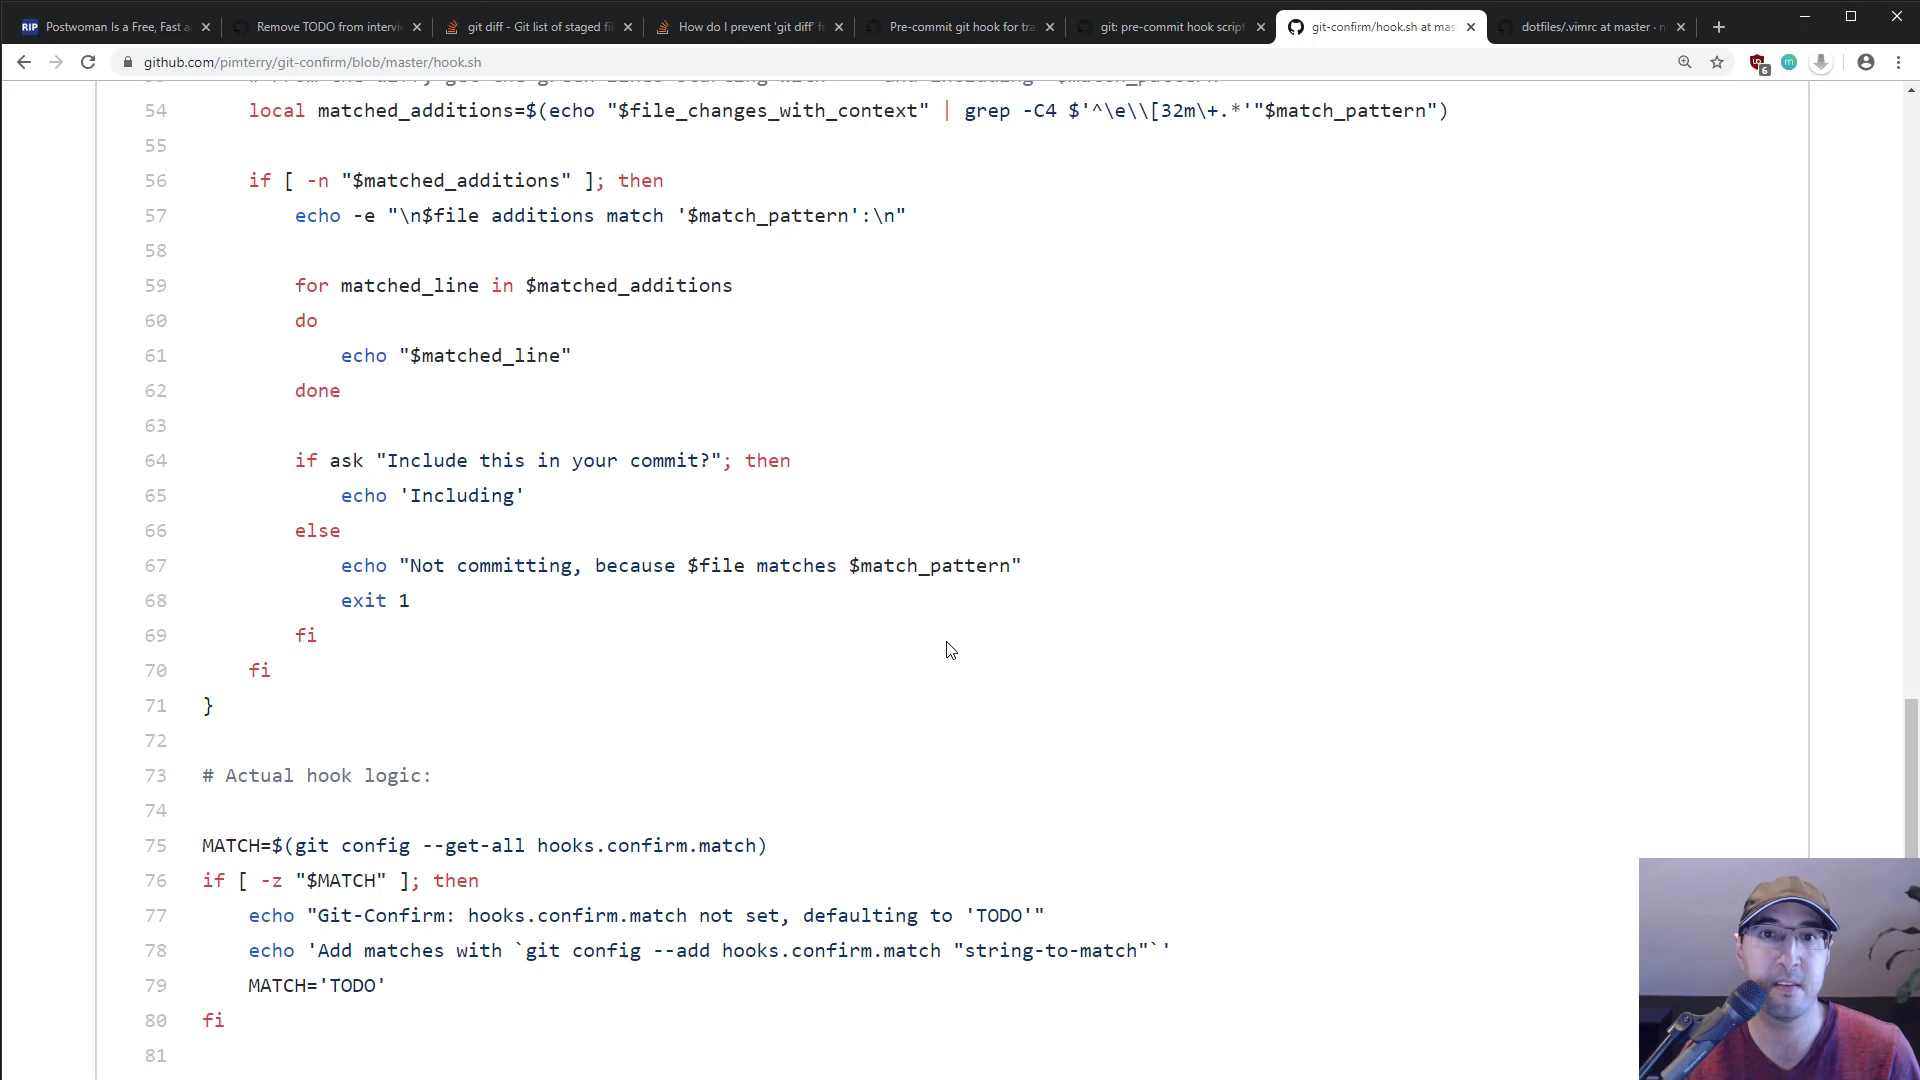 RIP Postwoman Is a Free, Fast a
Remove TODO from intervi
git diff - Git list of staged fi
How do I prevent 'git diff' f
Pre-commit git hook for tra
git: pre-commit hook script
git-confirm/hook.sh at mas
dotfiles/.vimrc at master · n
github.com/pimterry/git-confirm/blob/master/hook.sh
6
m
54 local matched_additions=$(echo "$file_changes_with_context" | grep -C4 $'^\e\\[32m\+.*'"$match_pattern")
55
56 if [ -n "$matched_additions" ]; then
57 echo -e "\n$file additions match '$match_pattern':\n"
58
59 for matched_line in $matched_additions
60 do
61 echo "$matched_line"
62 done
63
64 if ask "Include this in your commit?"; then
65 echo 'Including'
66 else
67 echo "Not committing, because $file matches $match_pattern"
68 exit 1
69 fi
70 fi
71 }
72
73 # Actual hook logic:
74
75 MATCH=$(git config --get-all hooks.confirm.match)
76 if [ -z "$MATCH" ]; then
77 echo "Git-Confirm: hooks.confirm.match not set, defaulting to 'TODO'"
78 echo 'Add matches with `git config --add hooks.confirm.match "string-to-match"`'
79 MATCH='TODO'
80 fi
81